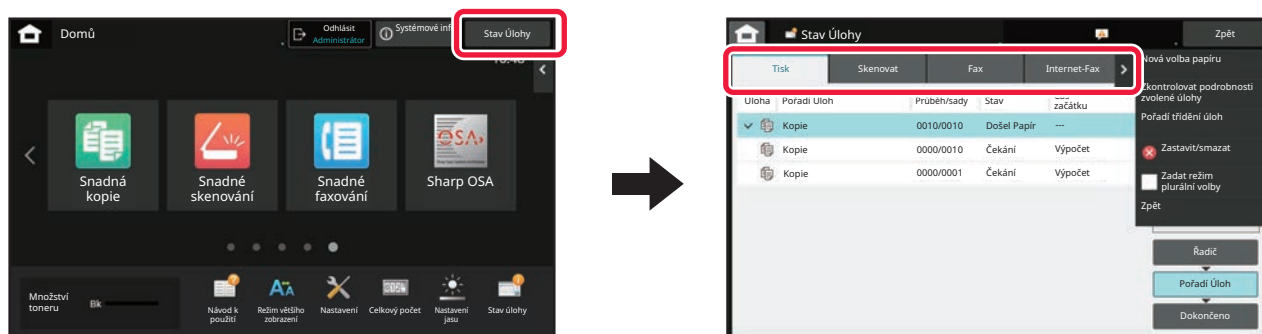 Domů
Odhlásit
Administrátor
Systémové inf
Stav Úlohy
Snadná
kopie
Snadné
skenování
Snadné
faxování
Sharp OSA
Množství
toneru
Bk
Návod k
použití
Režim většího
zobrazení
Nastavení
Celkový počet
Nastavení
jasu
Stav úlohy
Stav Úlohy
Zpět
Tisk
Skenovat
Fax
Internet-Fax
Nová volba papíru
Zkontrolovat podrobnosti
zvolené úlohy
Pořadí třídění úloh
Zastavit/smazat
Zadat režim
plurální volby
Zpět
Úloha Pořadí Úloh Průběh/sady Stav
začátku
Kopie 0010/0010 Došel Papír ---
Kopie 0000/0010 Čekání Výpočet
Kopie 0000/0001 Čekání Výpočet
Řadič
Pořadí Úloh
Dokončeno